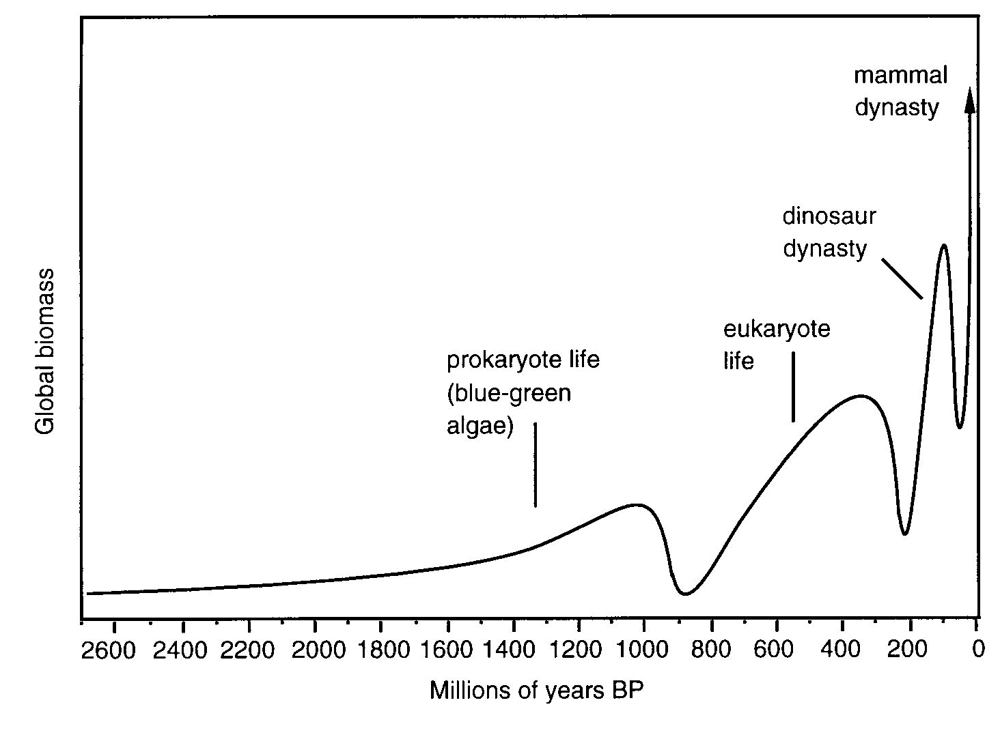 mammal
dynasty
dinosaur
dynasty
eukaryote
life
prokaryote life
(blue-green
algae)
Global biomass
2600 2400 2200 2000 1800 1600 1400 1200 1000 800 600 400 200 0
Millions of years BP